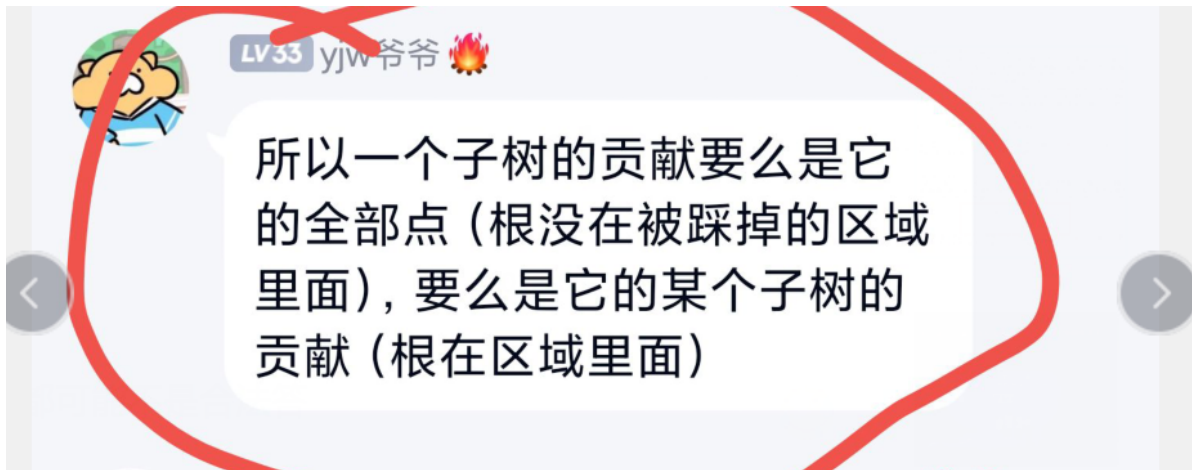 LV33 yjw爷爷
所以一个子树的贡献要么是它
的全部点（根没在被踩掉的区域
里面），要么是它的某个子树的
贡献（根在区域里面）